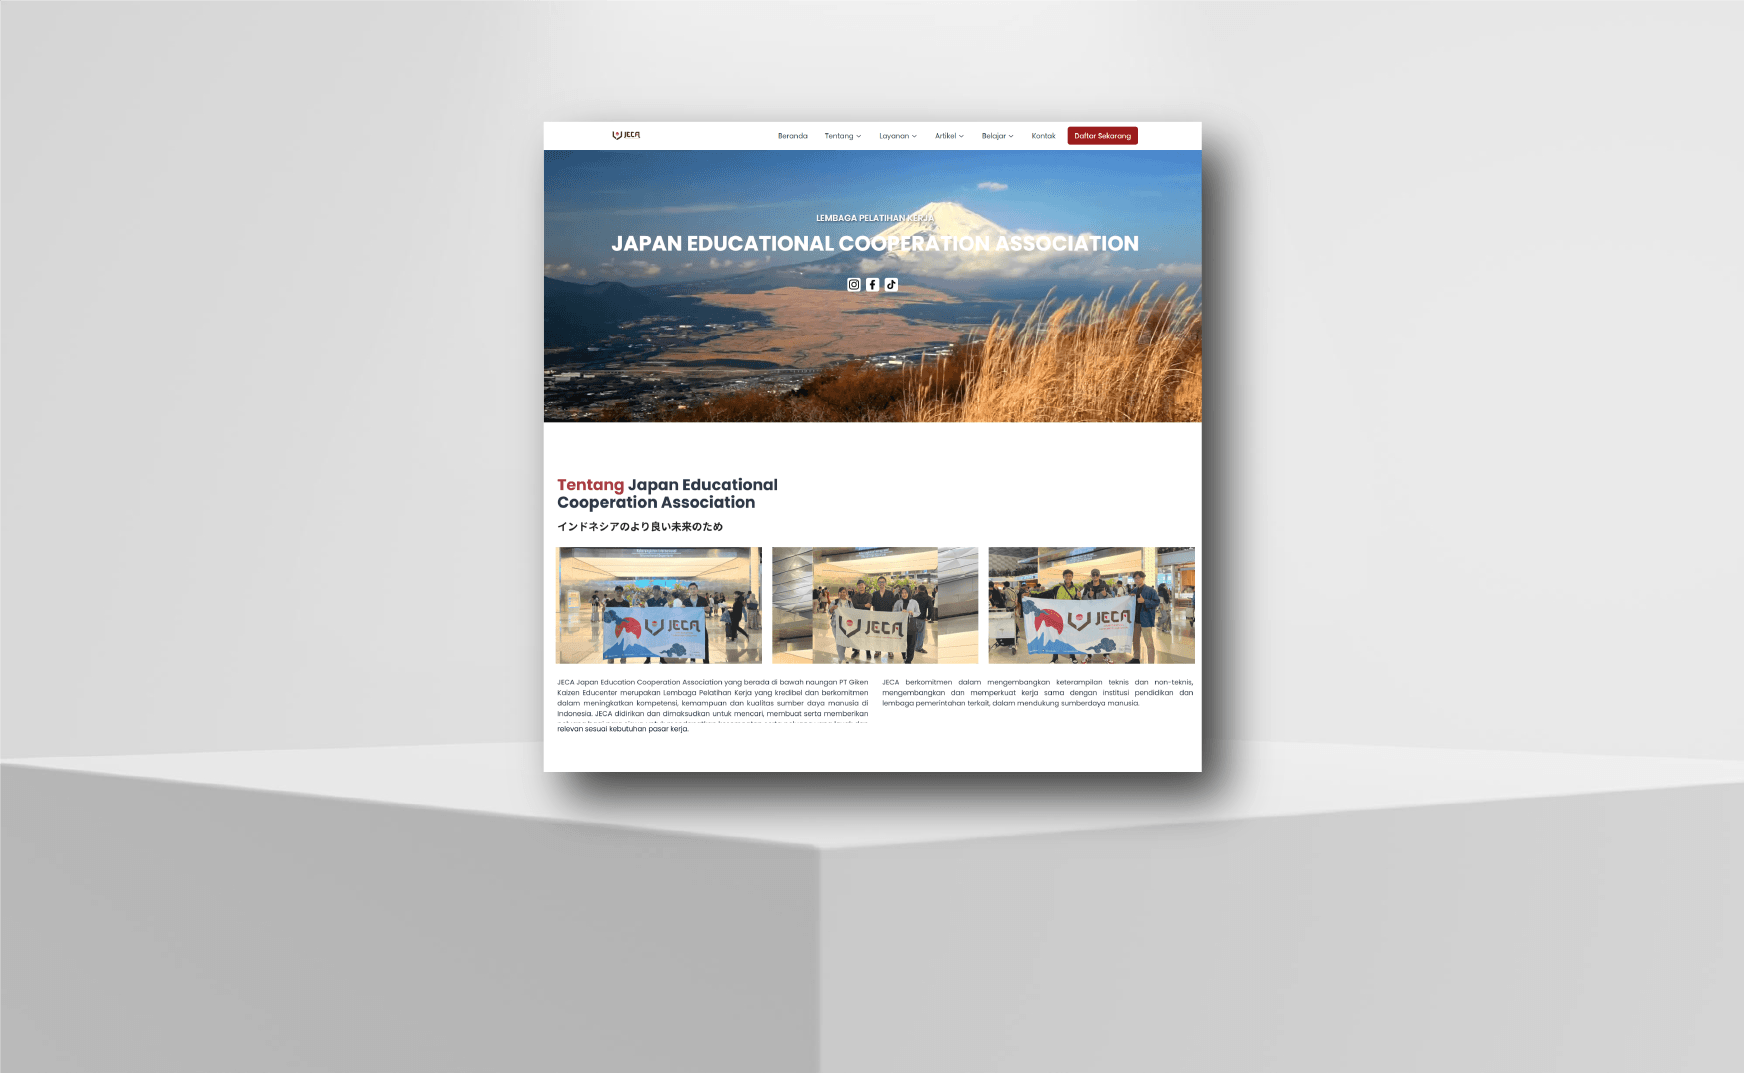 JECA
Beranda Tentang Layanan Artikel Belajar Kontak Daftar Sekarang
LEMBAGA PELATIHAN KERJA
JAPAN EDUCATIONAL COOPERATION ASSOCIATION
Tentang Japan Educational
Cooperation Association
インドネシアのより良い未来のため
JECA
JECA
JECA
JECA Japan Education Cooperation Association yang berada di bawah naungan PT Giken
Kaizen Educenter merupakan Lembaga Pelatihan Kerja yang kredibel dan berkomitmen
dalam meningkatkan kompetensi, kemampuan dan kualitas sumber daya manusia di
Indonesia. JECA didirikan dan dimaksudkan untuk mencari, membuat serta memberikan
relevan sesuai kebutuhan pasar kerja.
JECA berkomitmen dalam mengembangkan keterampilan teknis dan non-teknis,
mengembangkan dan memperkuat kerja sama dengan institusi pendidikan dan
lembaga pemerintahan terkait, dalam mendukung sumberdaya manusia.